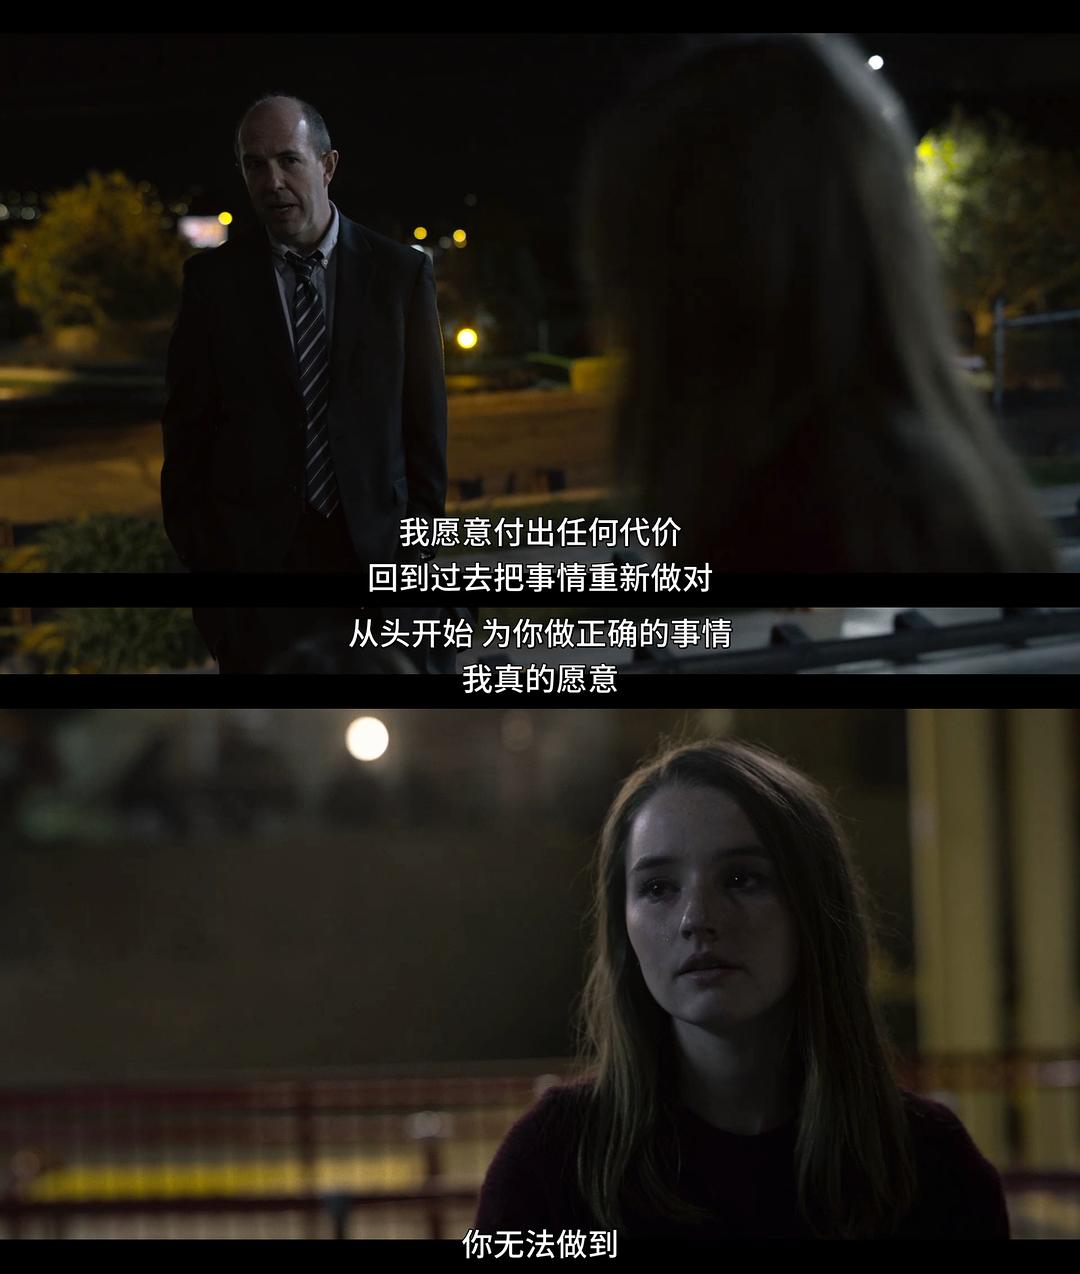 我愿意付出任何代价
回到过去把事情重新做对
从头开始 为你做正确的事情
我真的愿意
你无法做到